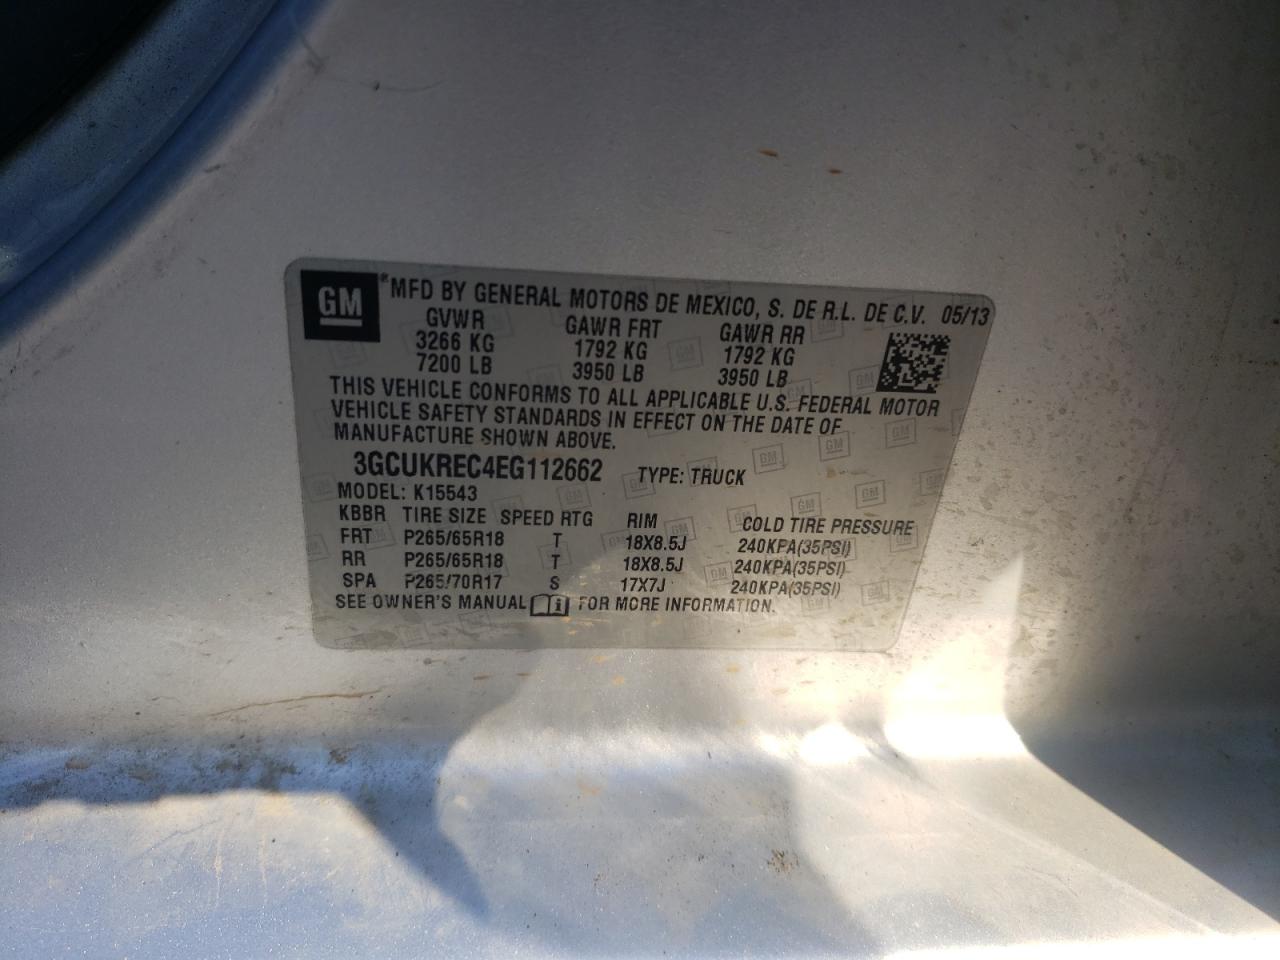 GM
*MFD BY GENERAL MOTORS DE MEXICO, S. DE R.L. DE C.V. 05/13
GVWR GAWR FRT GAWR RR
3266 KG 1792 KG 1792 KG
7200 LB 3950 LB 3950 LB
THIS VEHICLE CONFORMS TO ALL APPLICABLE U.S. FEDERAL MOTOR
VEHICLE SAFETY STANDARDS IN EFFECT ON THE DATE OF
MANUFACTURE SHOWN ABOVE.
3GCUKREC4EG112662 TYPE: TRUCK
MODEL: K15543
KBBR TIRE SIZE SPEED RTG RIM COLD TIRE PRESSURE
FRT P265/65R18 T 18X8.5J 240KPA(35PSI)
RR P265/65R18 T 18X8.5J 240KPA(35PSI)
SPA P265/70R17 S 17X7J 240KPA(35PSI)
SEE OWNER'S MANUAL i FOR MORE INFORMATION.